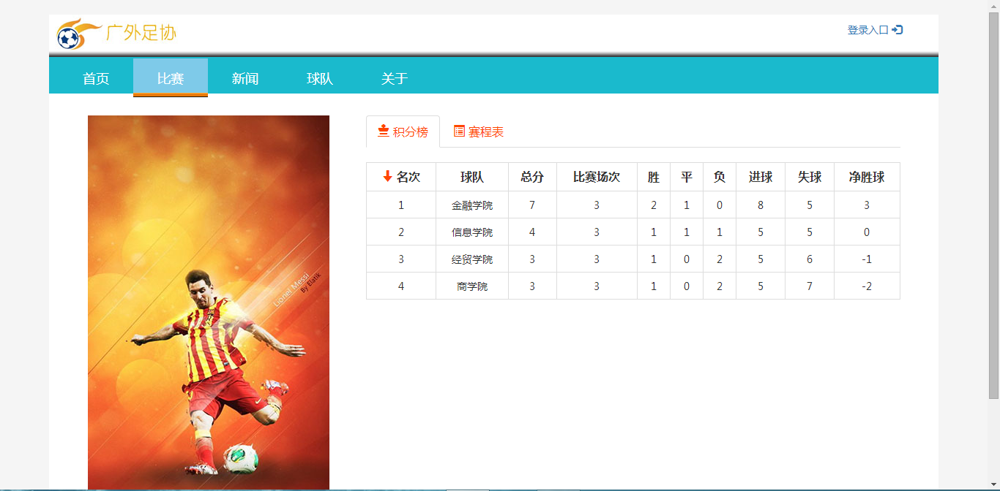 广外足协
登录入口
首页 比赛 新闻 球队 关于
积分榜 赛程表
名次 球队 总分 比赛场次 胜 平 负 进球 失球 净胜球
1 金融学院 7 3 2 1 0 8 5 3
2 信息学院 4 3 1 1 1 5 5 0
3 经贸学院 3 3 1 0 2 5 6 -1
4 商学院 3 3 1 0 2 5 7 -2
Lionel Messi
By Elatik